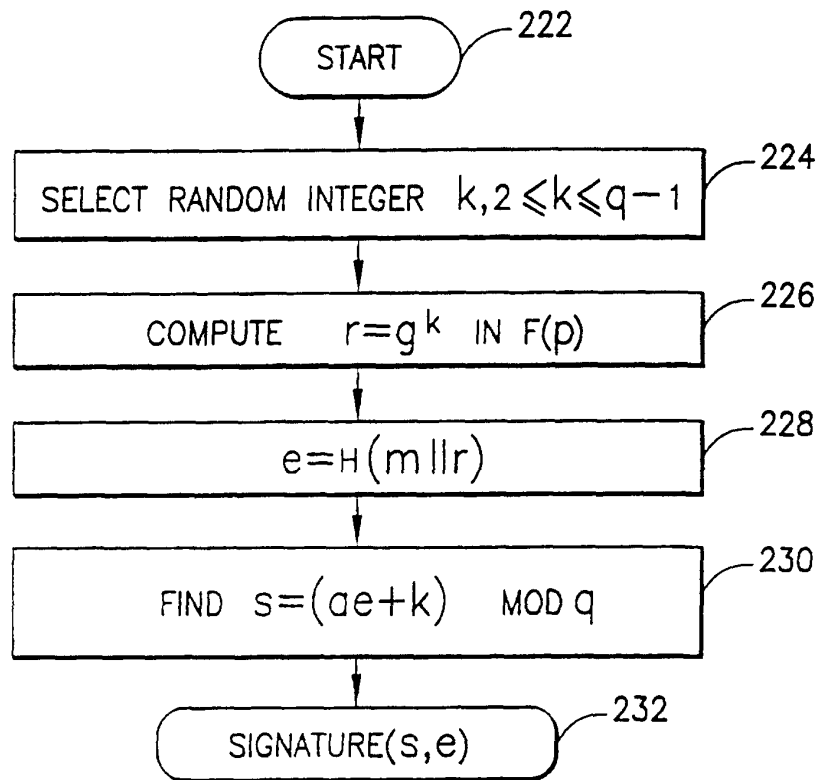 START
222
SELECT RANDOM INTEGER k, 2 ⩽ k ⩽ q−1
224
COMPUTE r=g^k IN F(p)
226
e=H(m||r)
228
FIND s=(ae+k) MOD q
230
SIGNATURE(s,e)
232